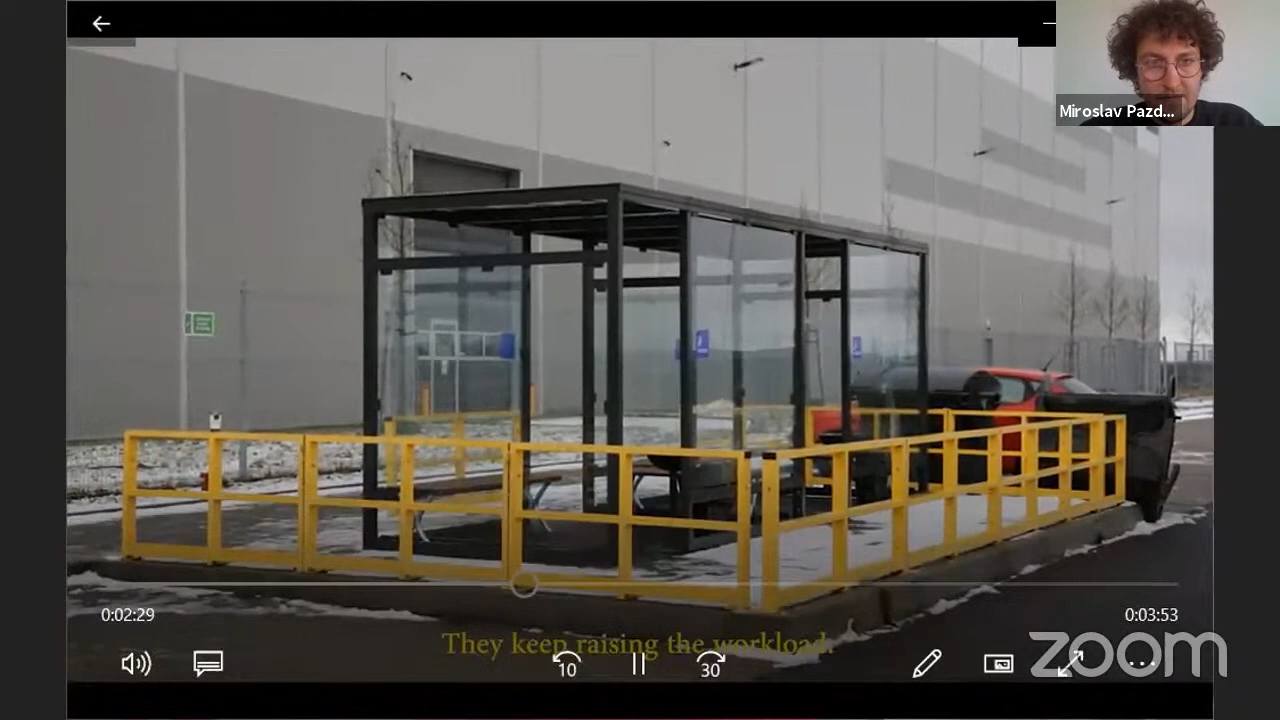 Miroslav Pazd...
0:02:29
0:03:53
They keep raising the workload.
10
30
zoom